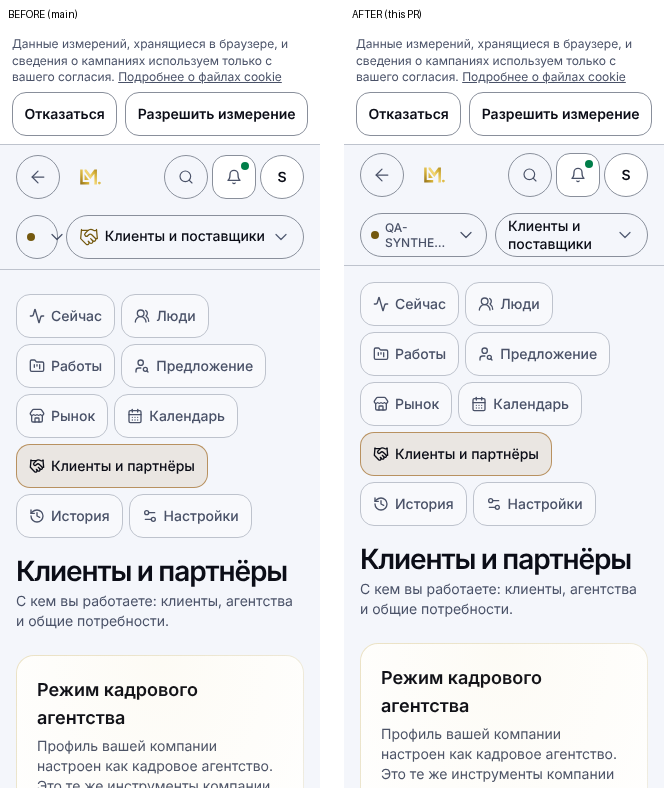 BEFORE (main)
Данные измерений, хранящиеся в браузере, и
сведения о кампаниях используем только с
вашего согласия. Подробнее о файлах cookie
Отказаться
Разрешить измерение
LM.
S
Клиенты и поставщики
Сейчас
Люди
Работы
Предложение
Рынок
Календарь
Клиенты и партнёры
История
Настройки
Клиенты и партнёры
С кем вы работаете: клиенты, агентства
и общие потребности.
Режим кадрового
агентства
Профиль вашей компании
настроен как кадровое агентство.
Это те же инструменты компании
AFTER (this PR)
Данные измерений, хранящиеся в браузере, и
сведения о кампаниях используем только с
вашего согласия. Подробнее о файлах cookie
Отказаться
Разрешить измерение
LM.
S
QA-
SYNTHE...
Клиенты и
поставщики
Сейчас
Люди
Работы
Предложение
Рынок
Календарь
Клиенты и партнёры
История
Настройки
Клиенты и партнёры
С кем вы работаете: клиенты, агентства
и общие потребности.
Режим кадрового
агентства
Профиль вашей компании
настроен как кадровое агентство.
Это те же инструменты компании